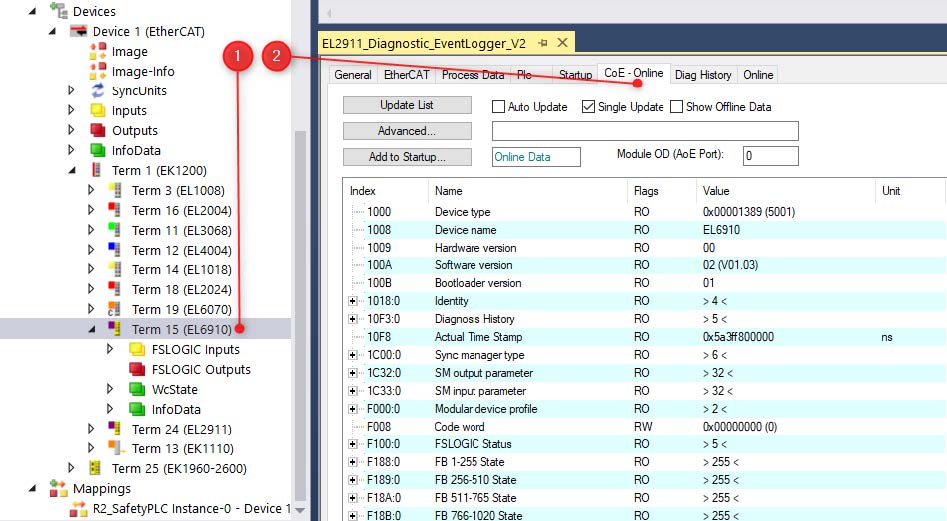 Devices
Device 1 (EtherCAT)
Image
Image-Info
SyncUnits
Inputs
Outputs
InfoData
Term 1 (EK1200)
Term 3 (EL1008)
Term 16 (EL2004)
Term 11 (EL3068)
Term 12 (EL4004)
Term 14 (EL1018)
Term 18 (EL2024)
Term 19 (EL6070)
Term 15 (EL6910)
FSLOGIC Inputs
FSLOGIC Outputs
WcState
InfoData
Term 24 (EL2911)
Term 13 (EK1110)
Term 25 (EK1960-2600)
Mappings
R2_SafetyPLC Instance-0 - Device 1
1 2
EL2911_Diagnostic_EventLogger_V2
General EtherCAT Process Data Plc Startup CoE - Online Diag History Online
Update List Auto Update Single Update Show Offline Data
Advanced...
Add to Startup... Online Data Module OD (AoE Port): 0
Index Name Flags Value Unit
1000 Device type RO 0x00001389 (5001)
1008 Device name RO EL6910
1009 Hardware version RO 00
100A Software version RO 02 (V01.03)
100B Bootloader version RO 01
1018:0 Identity RO > 4 <
10F3:0 Diagnosis History RO > 5 <
10F8 Actual Time Stamp RO 0x5a3ff800000 ns
1C00:0 Sync manager type RO > 6 <
1C32:0 SM output parameter RO > 32 <
1C33:0 SM input parameter RO > 32 <
F000:0 Modular device profile RO > 2 <
F008 Code word RW 0x00000000 (0)
F100:0 FSLOGIC Status RO > 5 <
F188:0 FB 1-255 State RO > 255 <
F189:0 FB 256-510 State RO > 255 <
F18A:0 FB 511-765 State RO > 255 <
F18B:0 FB 766-1020 State RO > 255 <